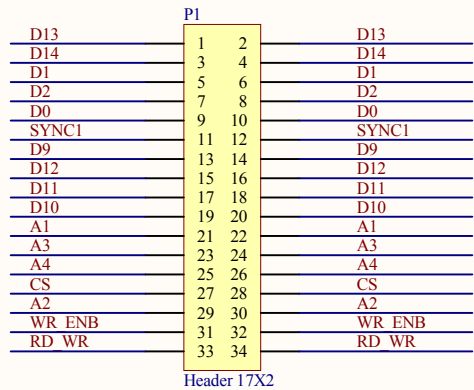 P1
D13 1 2 D13
D14 3 4 D14
D1 5 6 D1
D2 7 8 D2
D0 9 10 D0
SYNC1 11 12 SYNC1
D9 13 14 D9
D12 15 16 D12
D11 17 18 D11
D10 19 20 D10
A1 21 22 A1
A3 23 24 A3
A4 25 26 A4
CS 27 28 CS
A2 29 30 A2
WR_ENB 31 32 WR_ENB
RD_WR 33 34 RD_WR
Header 17X2